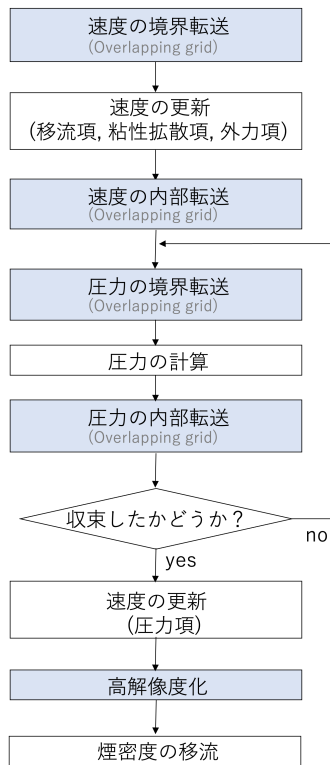 速度の境界転送
(Overlapping grid)
速度の更新
(移流項, 粘性拡散項, 外力項)
速度の内部転送
(Overlapping grid)
圧力の境界転送
(Overlapping grid)
圧力の計算
圧力の内部転送
(Overlapping grid)
収束したかどうか？
no
yes
速度の更新
(圧力項)
高解像度化
煙密度の移流